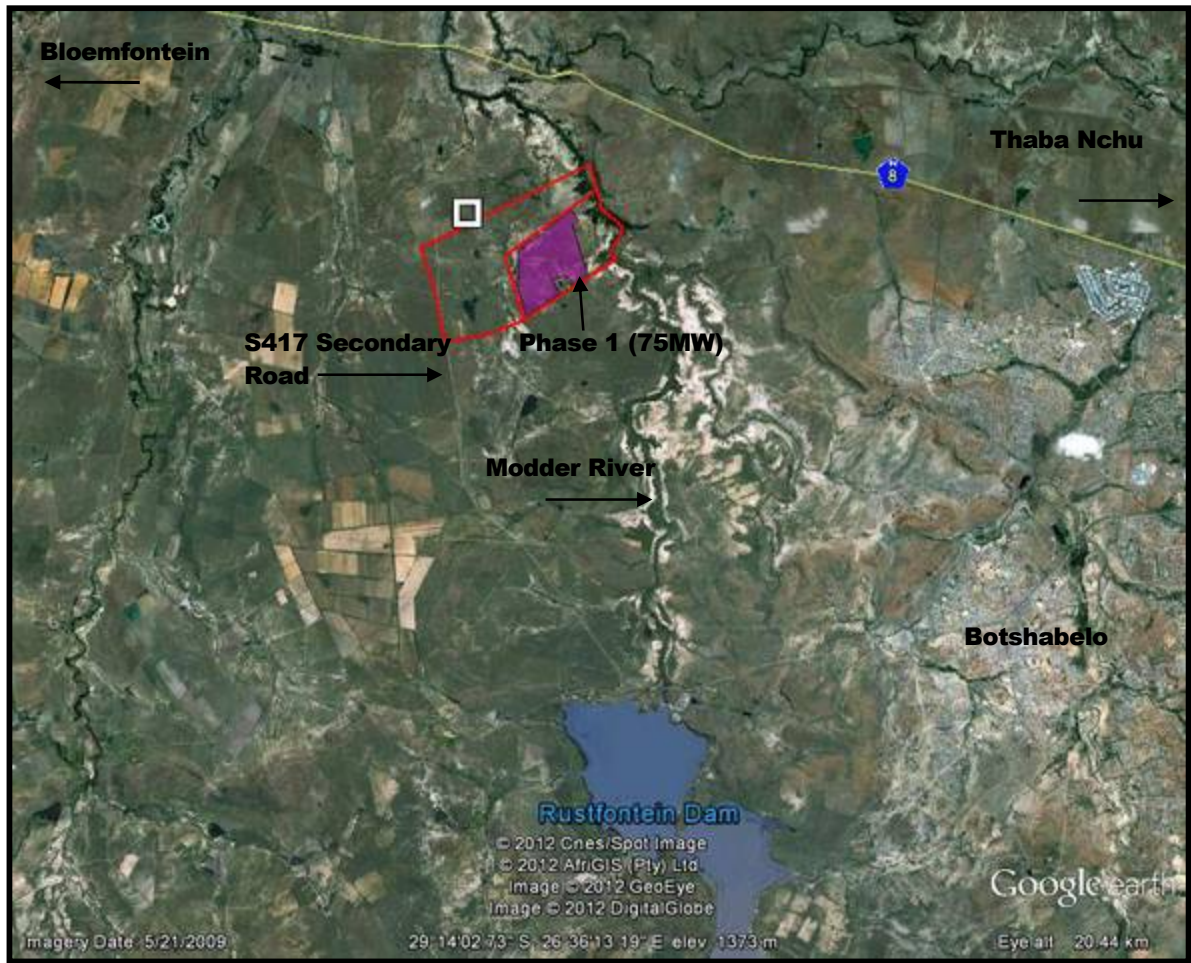 Bloemfontein
Thaba Nchu
N
8
S417 Secondary
Road
Phase 1 (75MW)
Modder River
Botshabelo
Rustfontein Dam
© 2012 Cnes/Spot Image
© 2012 AfriGIS (Pty) Ltd.
Image © 2012 GeoEye
Image © 2012 DigitalGlobe
Google earth
Imagery Date 5/21/2009
29°14'02.73" S 26°36'13.19" E elev 1373 m
Eye alt 20.44 km